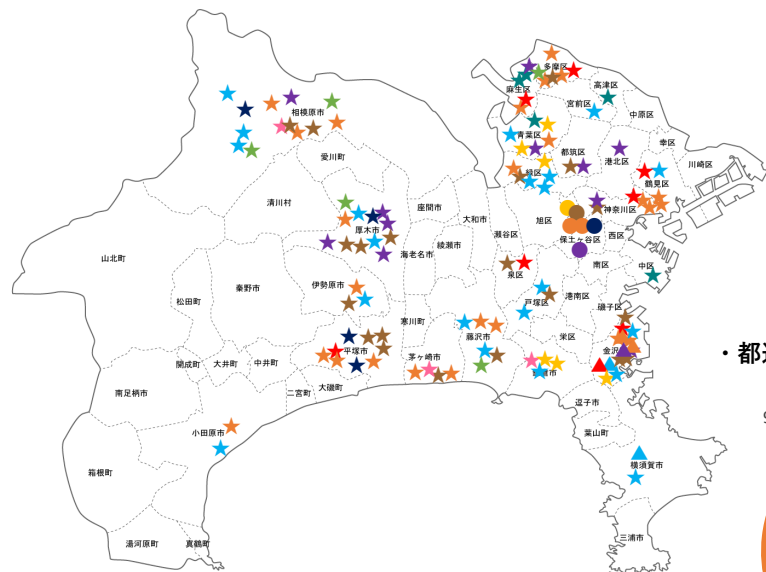 多摩区
麻生区
高津区
宮前区
中原区
相模原市
青葉区
幸区
都筑区
港北区
川崎区
愛川町
緑区
鶴見区
清川村
座間市
神奈川区
大和市
旭区
厚木市
瀬谷区
保土ヶ谷区
西区
綾瀬市
山北町
海老名市
南区
中区
泉区
秦野市
伊勢原市
戸塚区
港南区
松田町
磯子区
寒川町
藤沢市
栄区
平塚市
金沢
・都道
開成町
大井町
中井町
茅ヶ崎市
大磯町
二宮町
南足柄市
逗子市
小田原市
葉山町
箱根町
横須賀市
三浦市
湯河原町
真鶴町